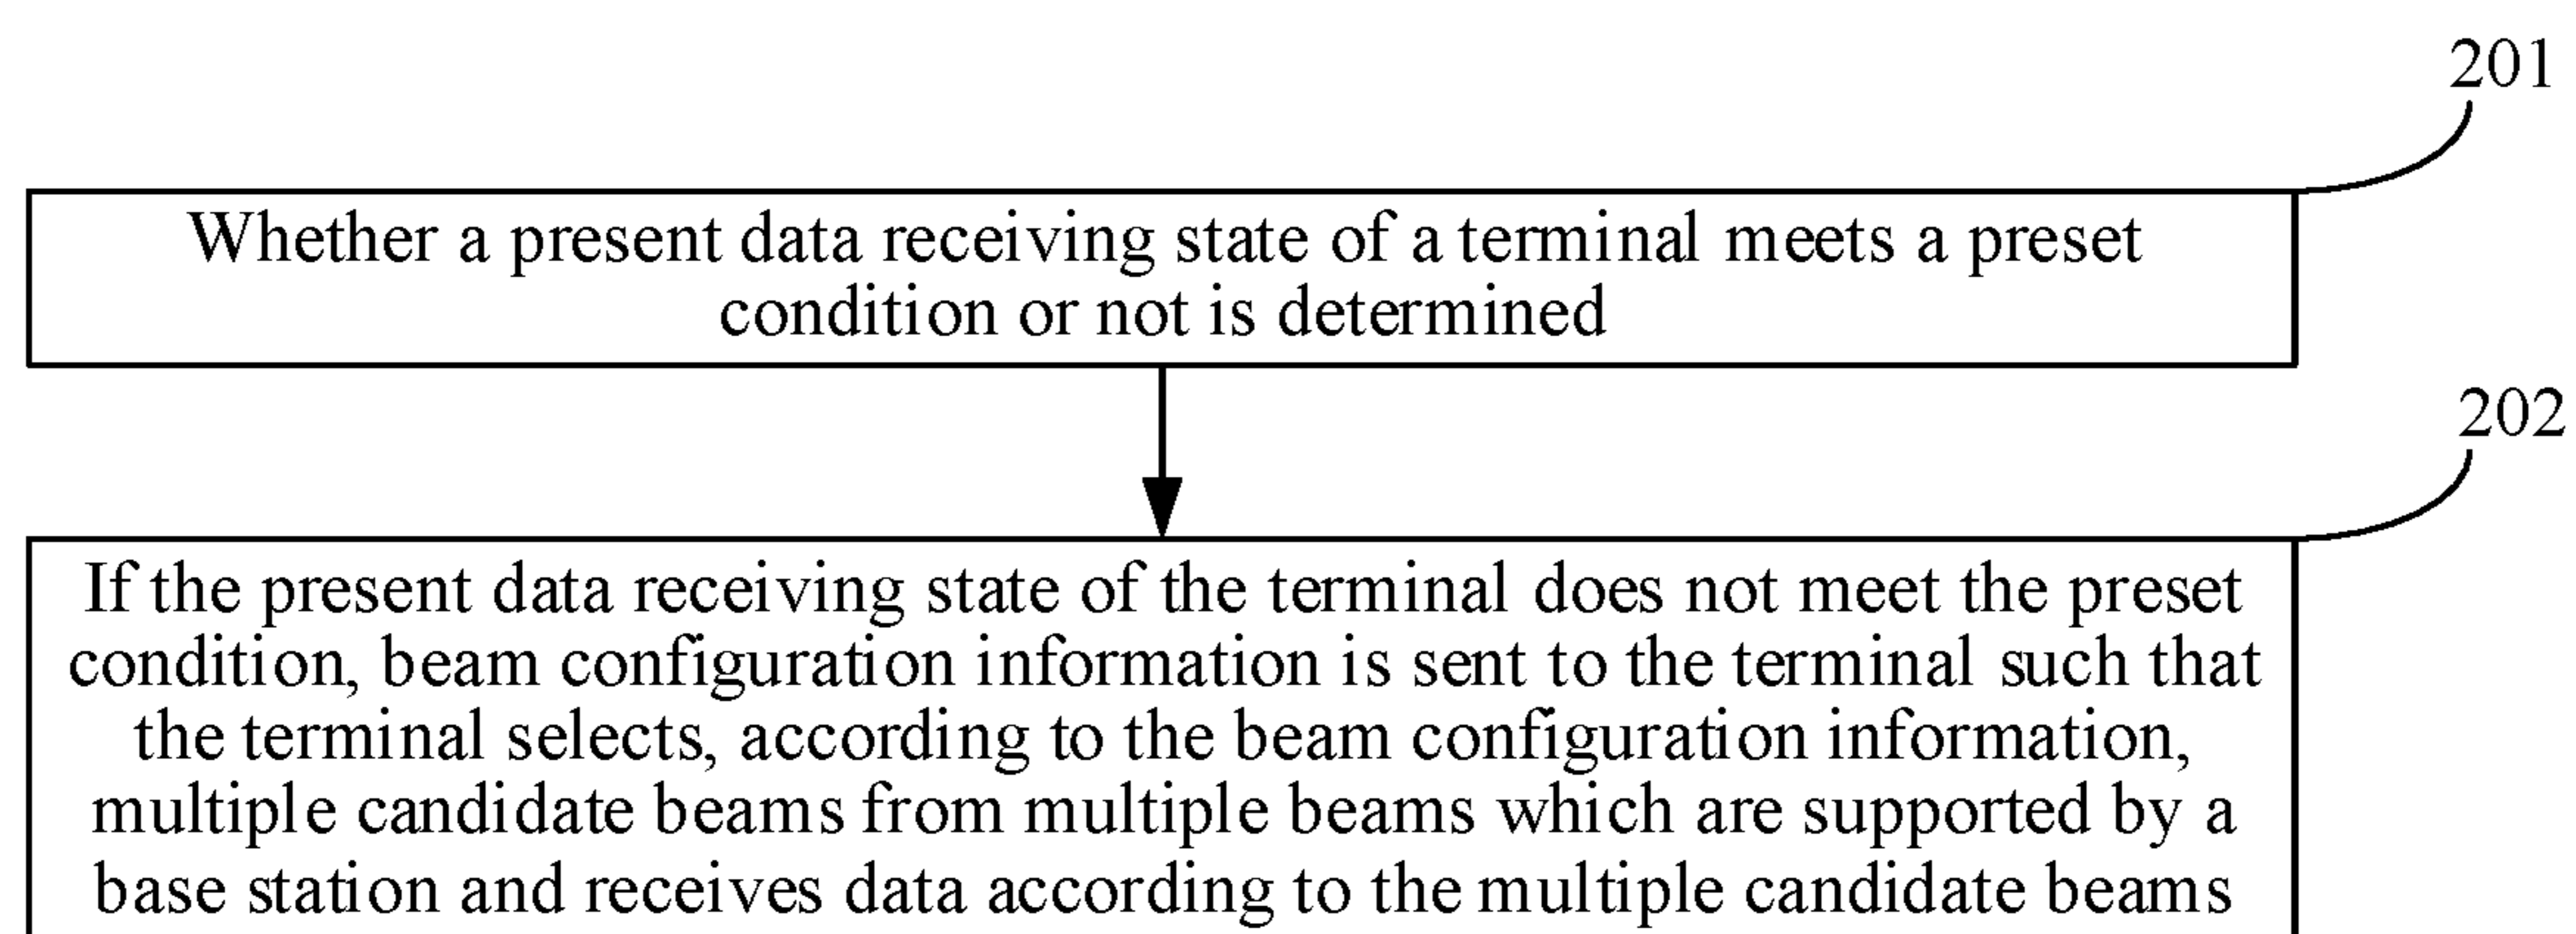 201
Whether a present data receiving state of a terminal meets a preset
condition or not is determined
202
If the present data receiving state of the terminal does not meet the preset
condition, beam configuration information is sent to the terminal such that
the terminal selects, according to the beam configuration information,
multiple candidate beams from multiple beams which are supported by a
base station and receives data according to the multiple candidate beams